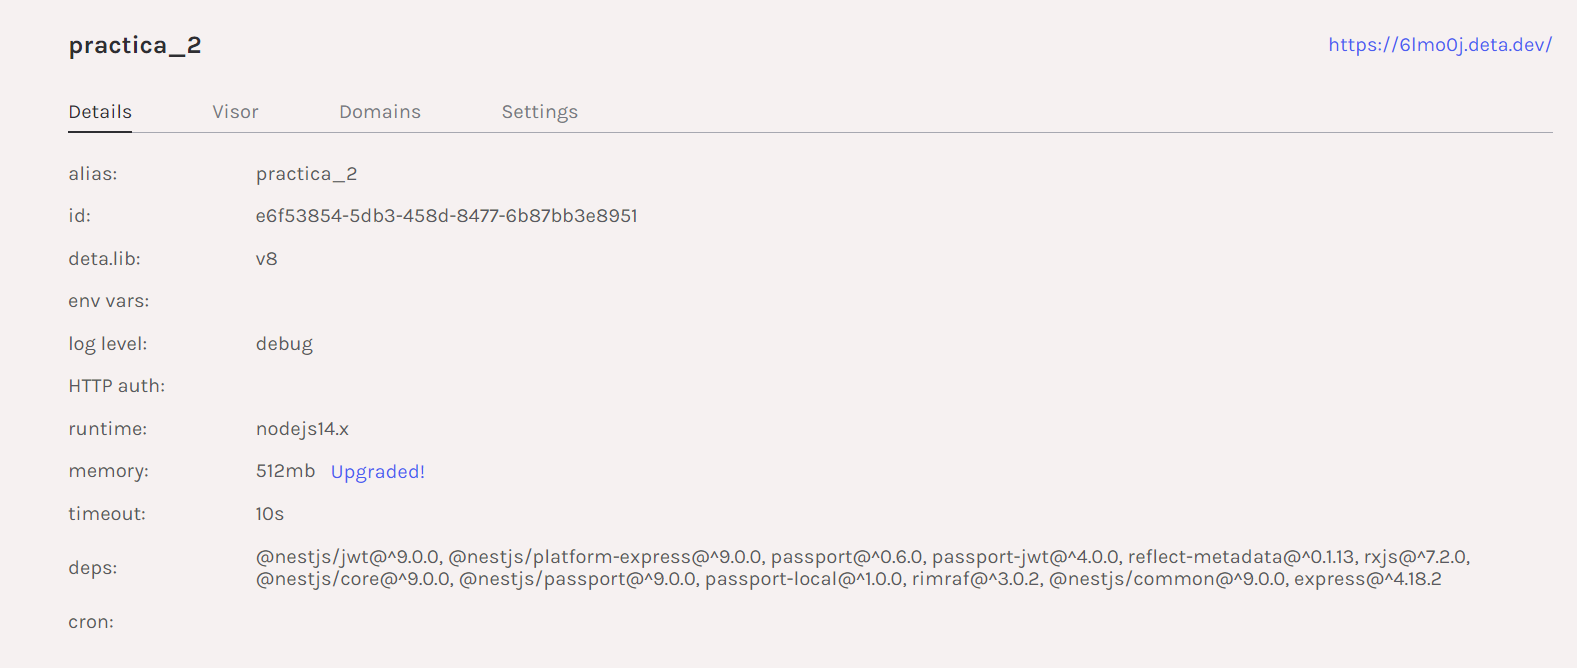 practica_2
https://6lmo0j.deta.dev/
Details Visor Domains Settings
alias: practica_2
id: e6f53854-5db3-458d-8477-6b87bb3e8951
deta.lib: v8
env vars:
log level: debug
HTTP auth:
runtime: nodejs14.x
memory: 512mb Upgraded!
timeout: 10s
deps: @nestjs/jwt@^9.0.0, @nestjs/platform-express@^9.0.0, passport@^0.6.0, passport-jwt@^4.0.0, reflect-metadata@^0.1.13, rxjs@^7.2.0,
@nestjs/core@^9.0.0, @nestjs/passport@^9.0.0, passport-local@^1.0.0, rimraf@^3.0.2, @nestjs/common@^9.0.0, express@^4.18.2
cron: